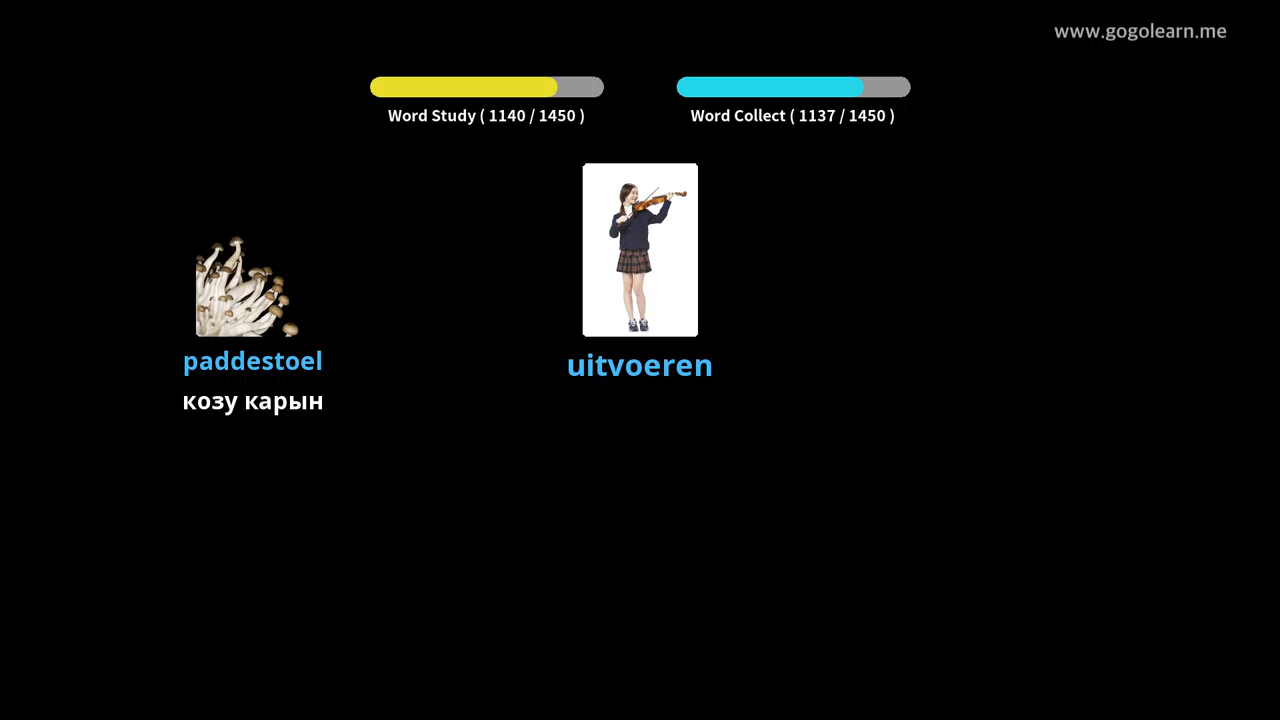 www.gogolearn.me
Word Study ( 1140 / 1450 )
Word Collect ( 1137 / 1450 )
paddestoel
козу карын
uitvoeren